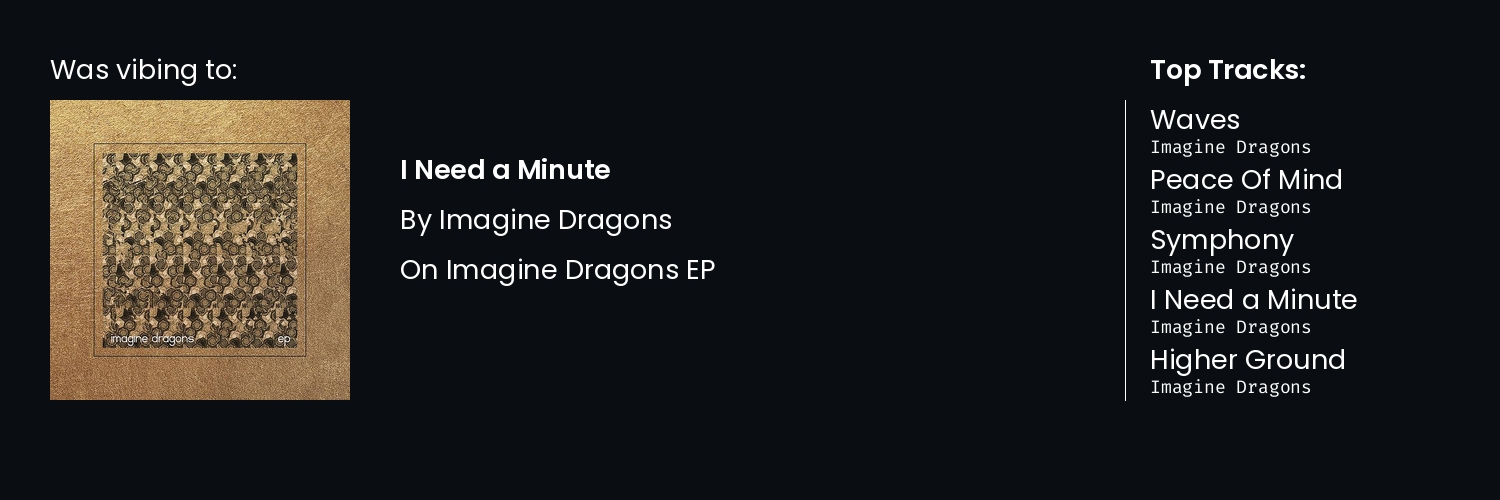 Was vibing to:
imagine dragons ep
I Need a Minute
By Imagine Dragons
On Imagine Dragons EP
Top Tracks:
Waves
Imagine Dragons
Peace Of Mind
Imagine Dragons
Symphony
Imagine Dragons
I Need a Minute
Imagine Dragons
Higher Ground
Imagine Dragons